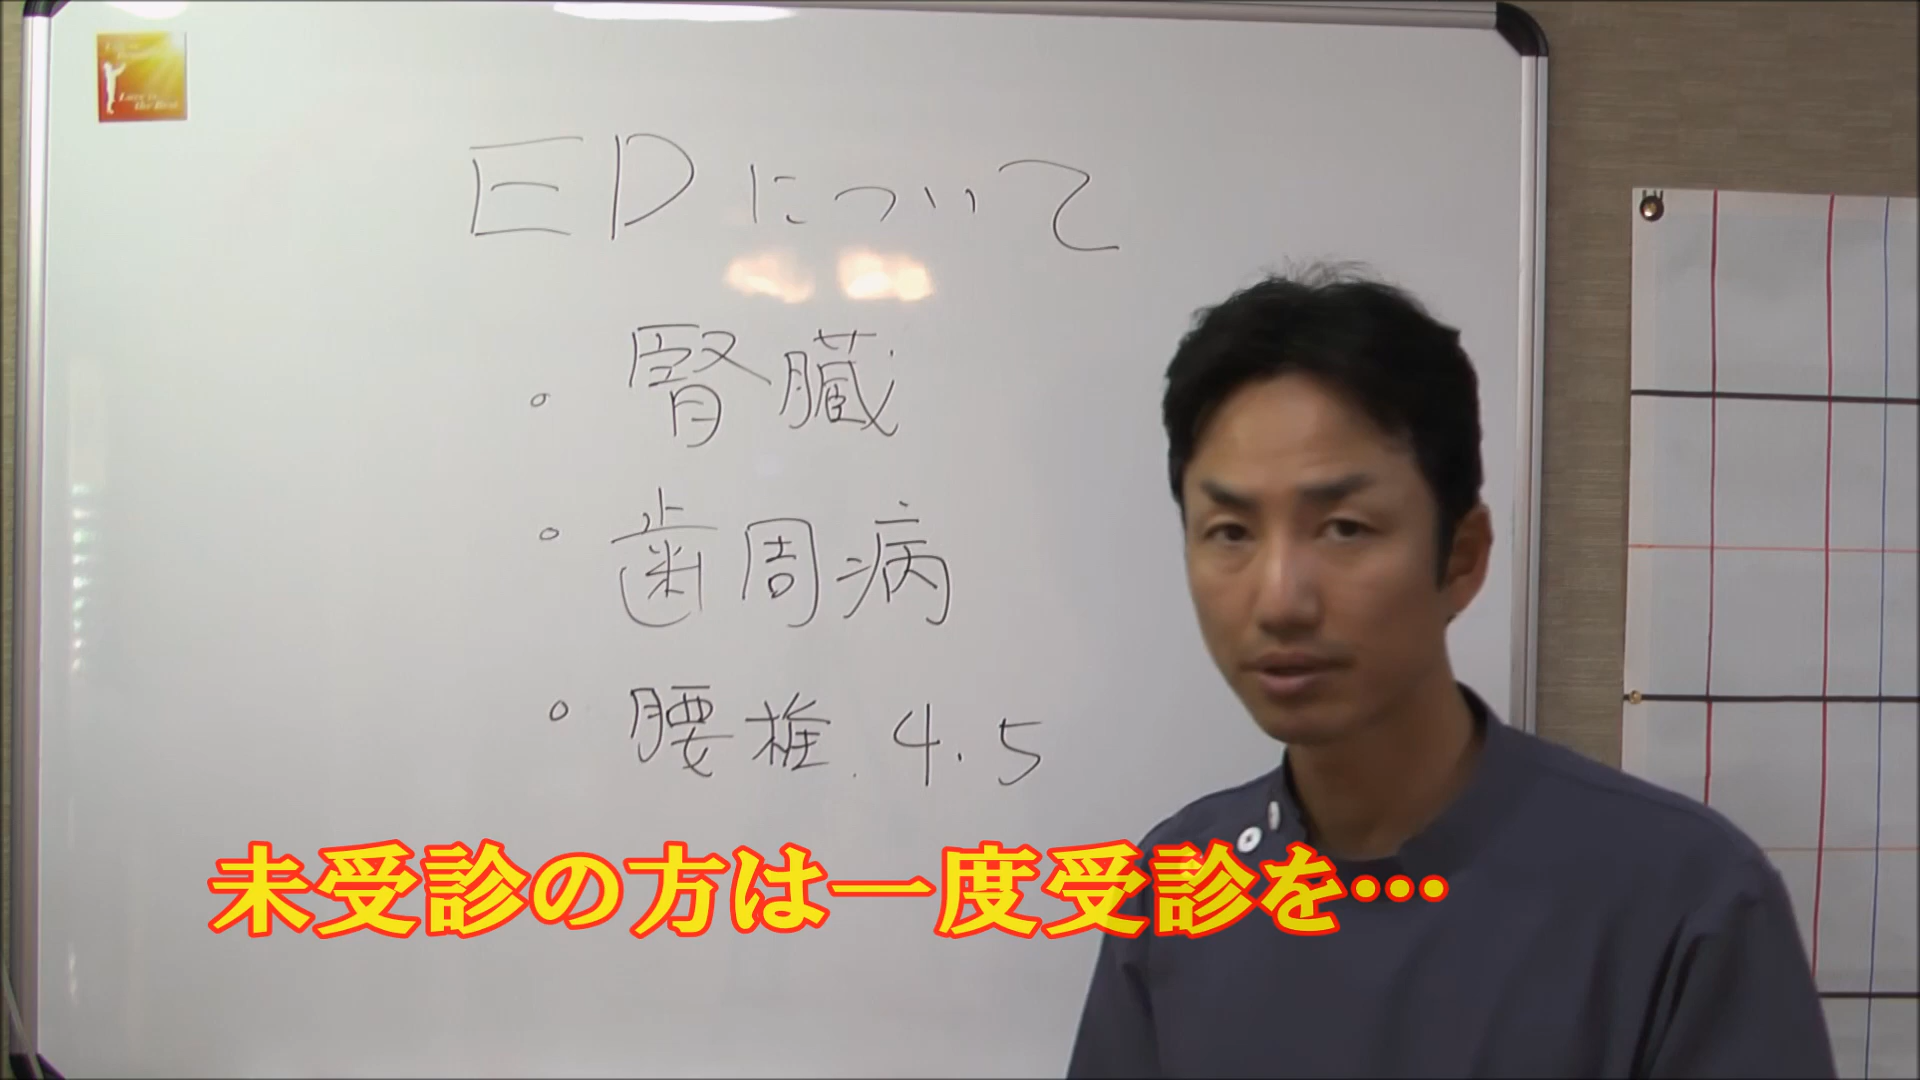 EDについて
。腎臓
。歯周病
。腰椎.4.5
未受診の方は一度受診を…